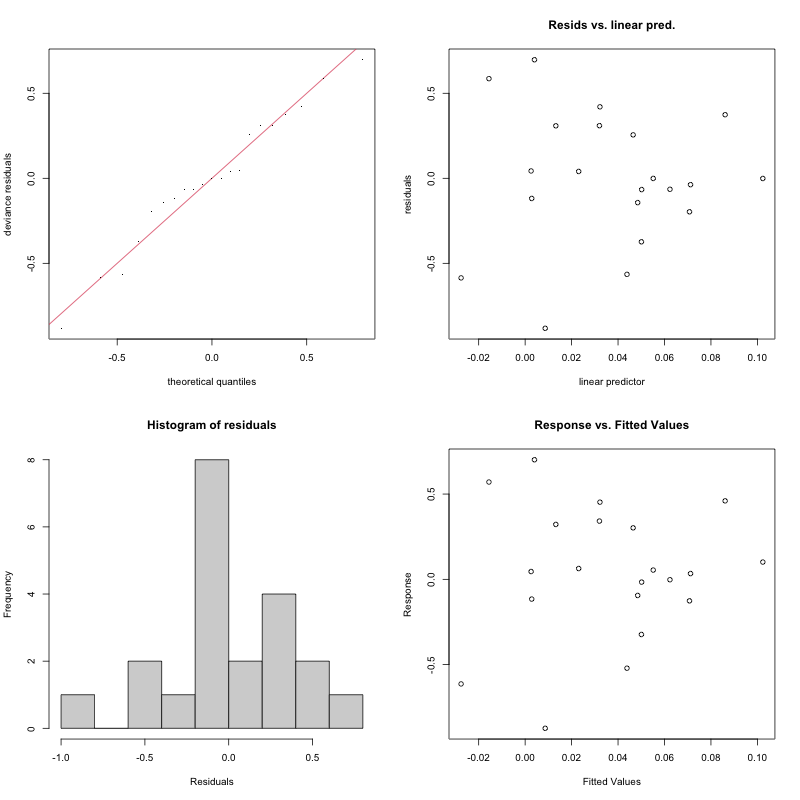 deviance residuals
0.5
0.0
-0.5
-0.5 0.0 0.5
theoretical quantiles
Resids vs. linear pred.
residuals
0.5
0.0
-0.5
-0.02 0.00 0.02 0.04 0.06 0.08 0.10
linear predictor
Histogram of residuals
Frequency
8
6
4
2
0
-1.0 -0.5 0.0 0.5
Residuals
Response vs. Fitted Values
Response
0.5
0.0
-0.5
-0.02 0.00 0.02 0.04 0.06 0.08 0.10
Fitted Values